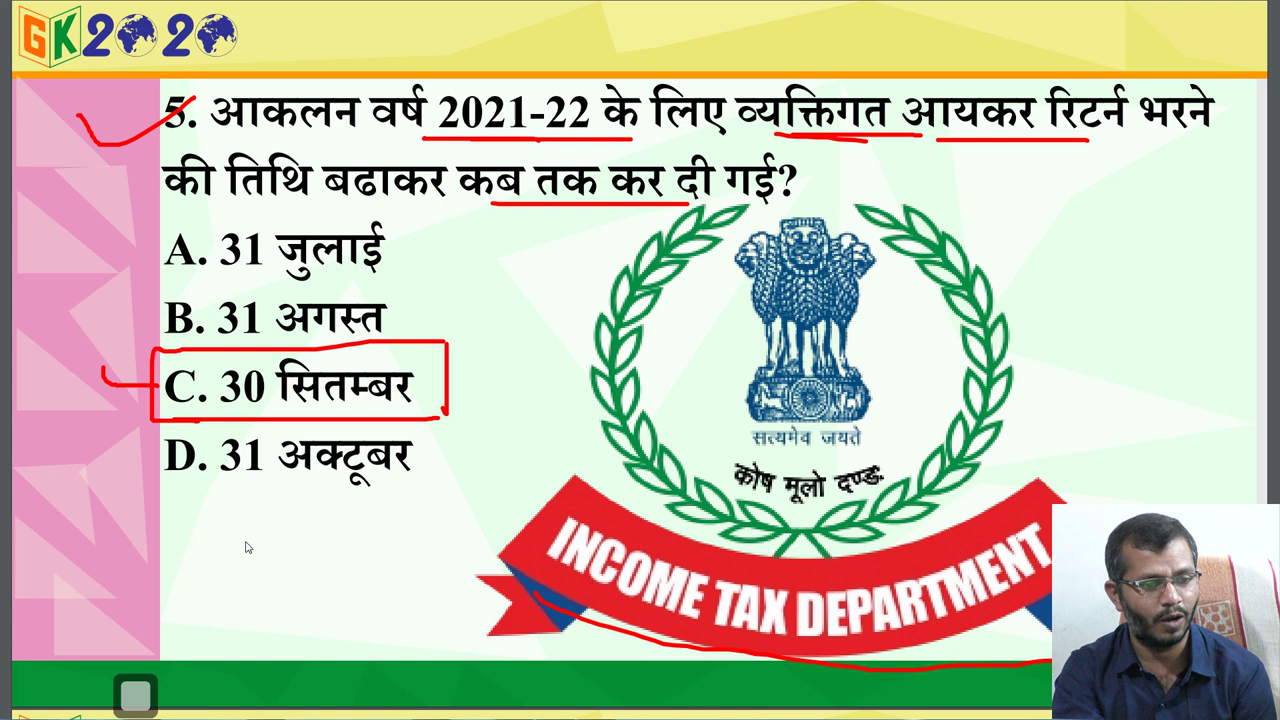 GK2020
5. आकलन वर्ष 2021-22 के लिए व्यक्तिगत आयकर रिटर्न भरने
की तिथि बढाकर कब तक कर दी गई?
A. 31 जुलाई
B. 31 अगस्त
C. 30 सितम्बर
D. 31 अक्टूबर
सत्यमेव जयते
कोष मूलो दण्डः
INCOME TAX DEPARTMENT